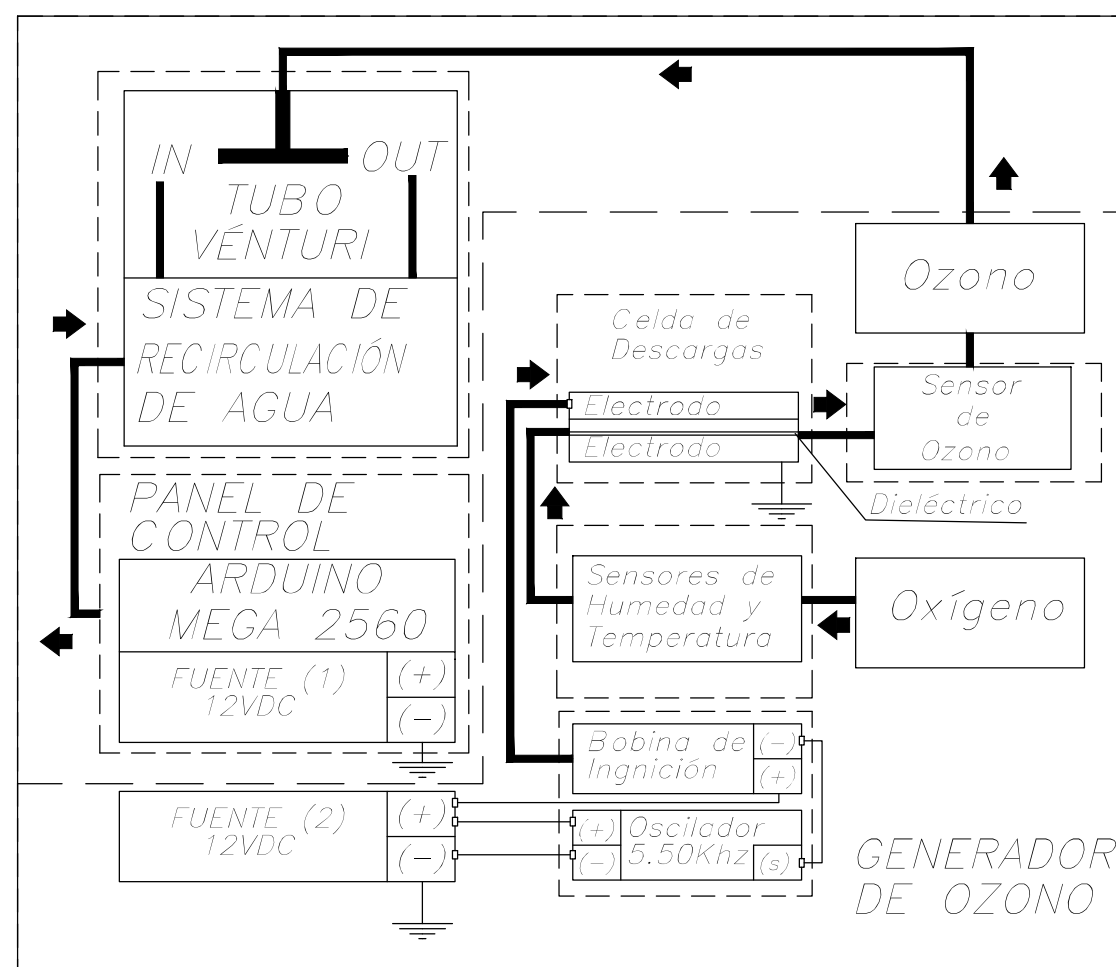 IN
OUT
TUBO
VÉNTURI
SISTEMA DE
RECIRCULACIÓN
DE AGUA
PANEL DE
CONTROL
ARDUINO
MEGA 2560
FUENTE (1)
12VDC
(+)
(-)
FUENTE (2)
12VDC
(+)
(-)
Celda de
Descargas
Electrodo
Electrodo
Dieléctrico
Ozono
Sensor
de
Ozono
Sensores de
Humedad y
Temperatura
Oxígeno
Bobina de
Ingnición
(-)
(+)
(+)
(-)
Oscilador
5.50Khz
(s)
GENERADOR
DE OZONO